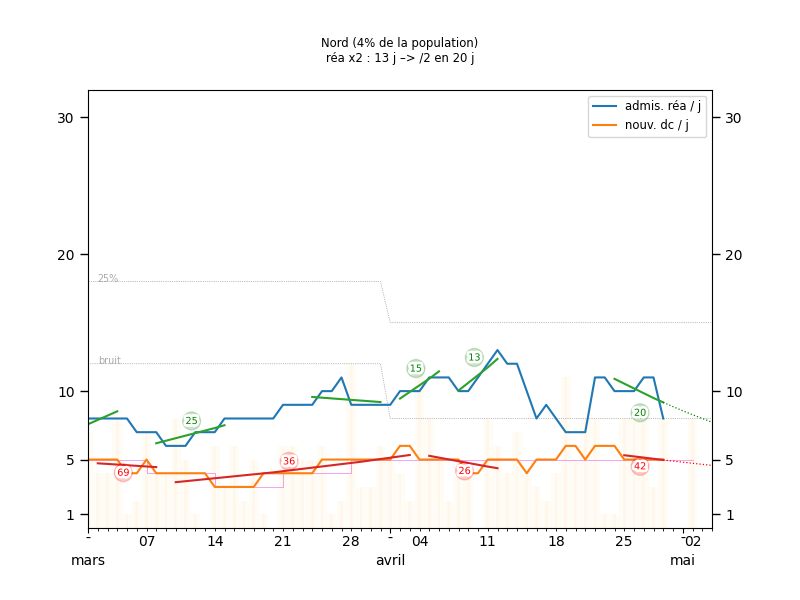 Nord (4% de la population)
réa x2 : 13 j –> /2 en 20 j
admis. réa / j
nouv. dc / j
30
30
20
20
25%
bruit
10
10
15
13
25
20
5
5
69
36
26
42
1
1
- 07 14 21 28 - 04 11 18 25 -02
mars avril mai